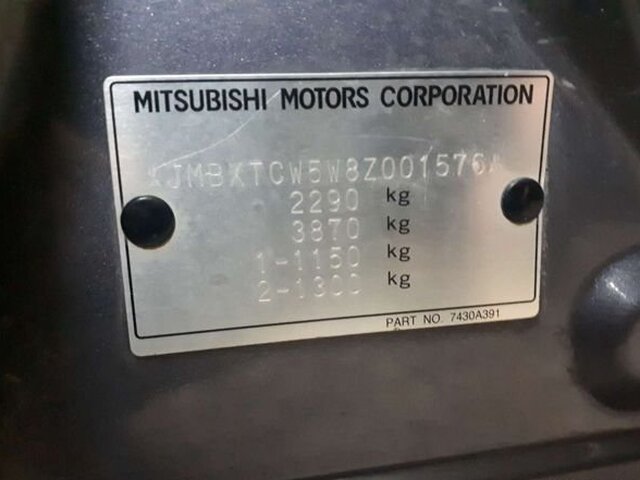 MITSUBISHI MOTORS CORPORATION
*JMBXTCW5W8Z001576*
2290 kg
3870 kg
1-1150 kg
2-1300 kg
PART NO. 7430A391